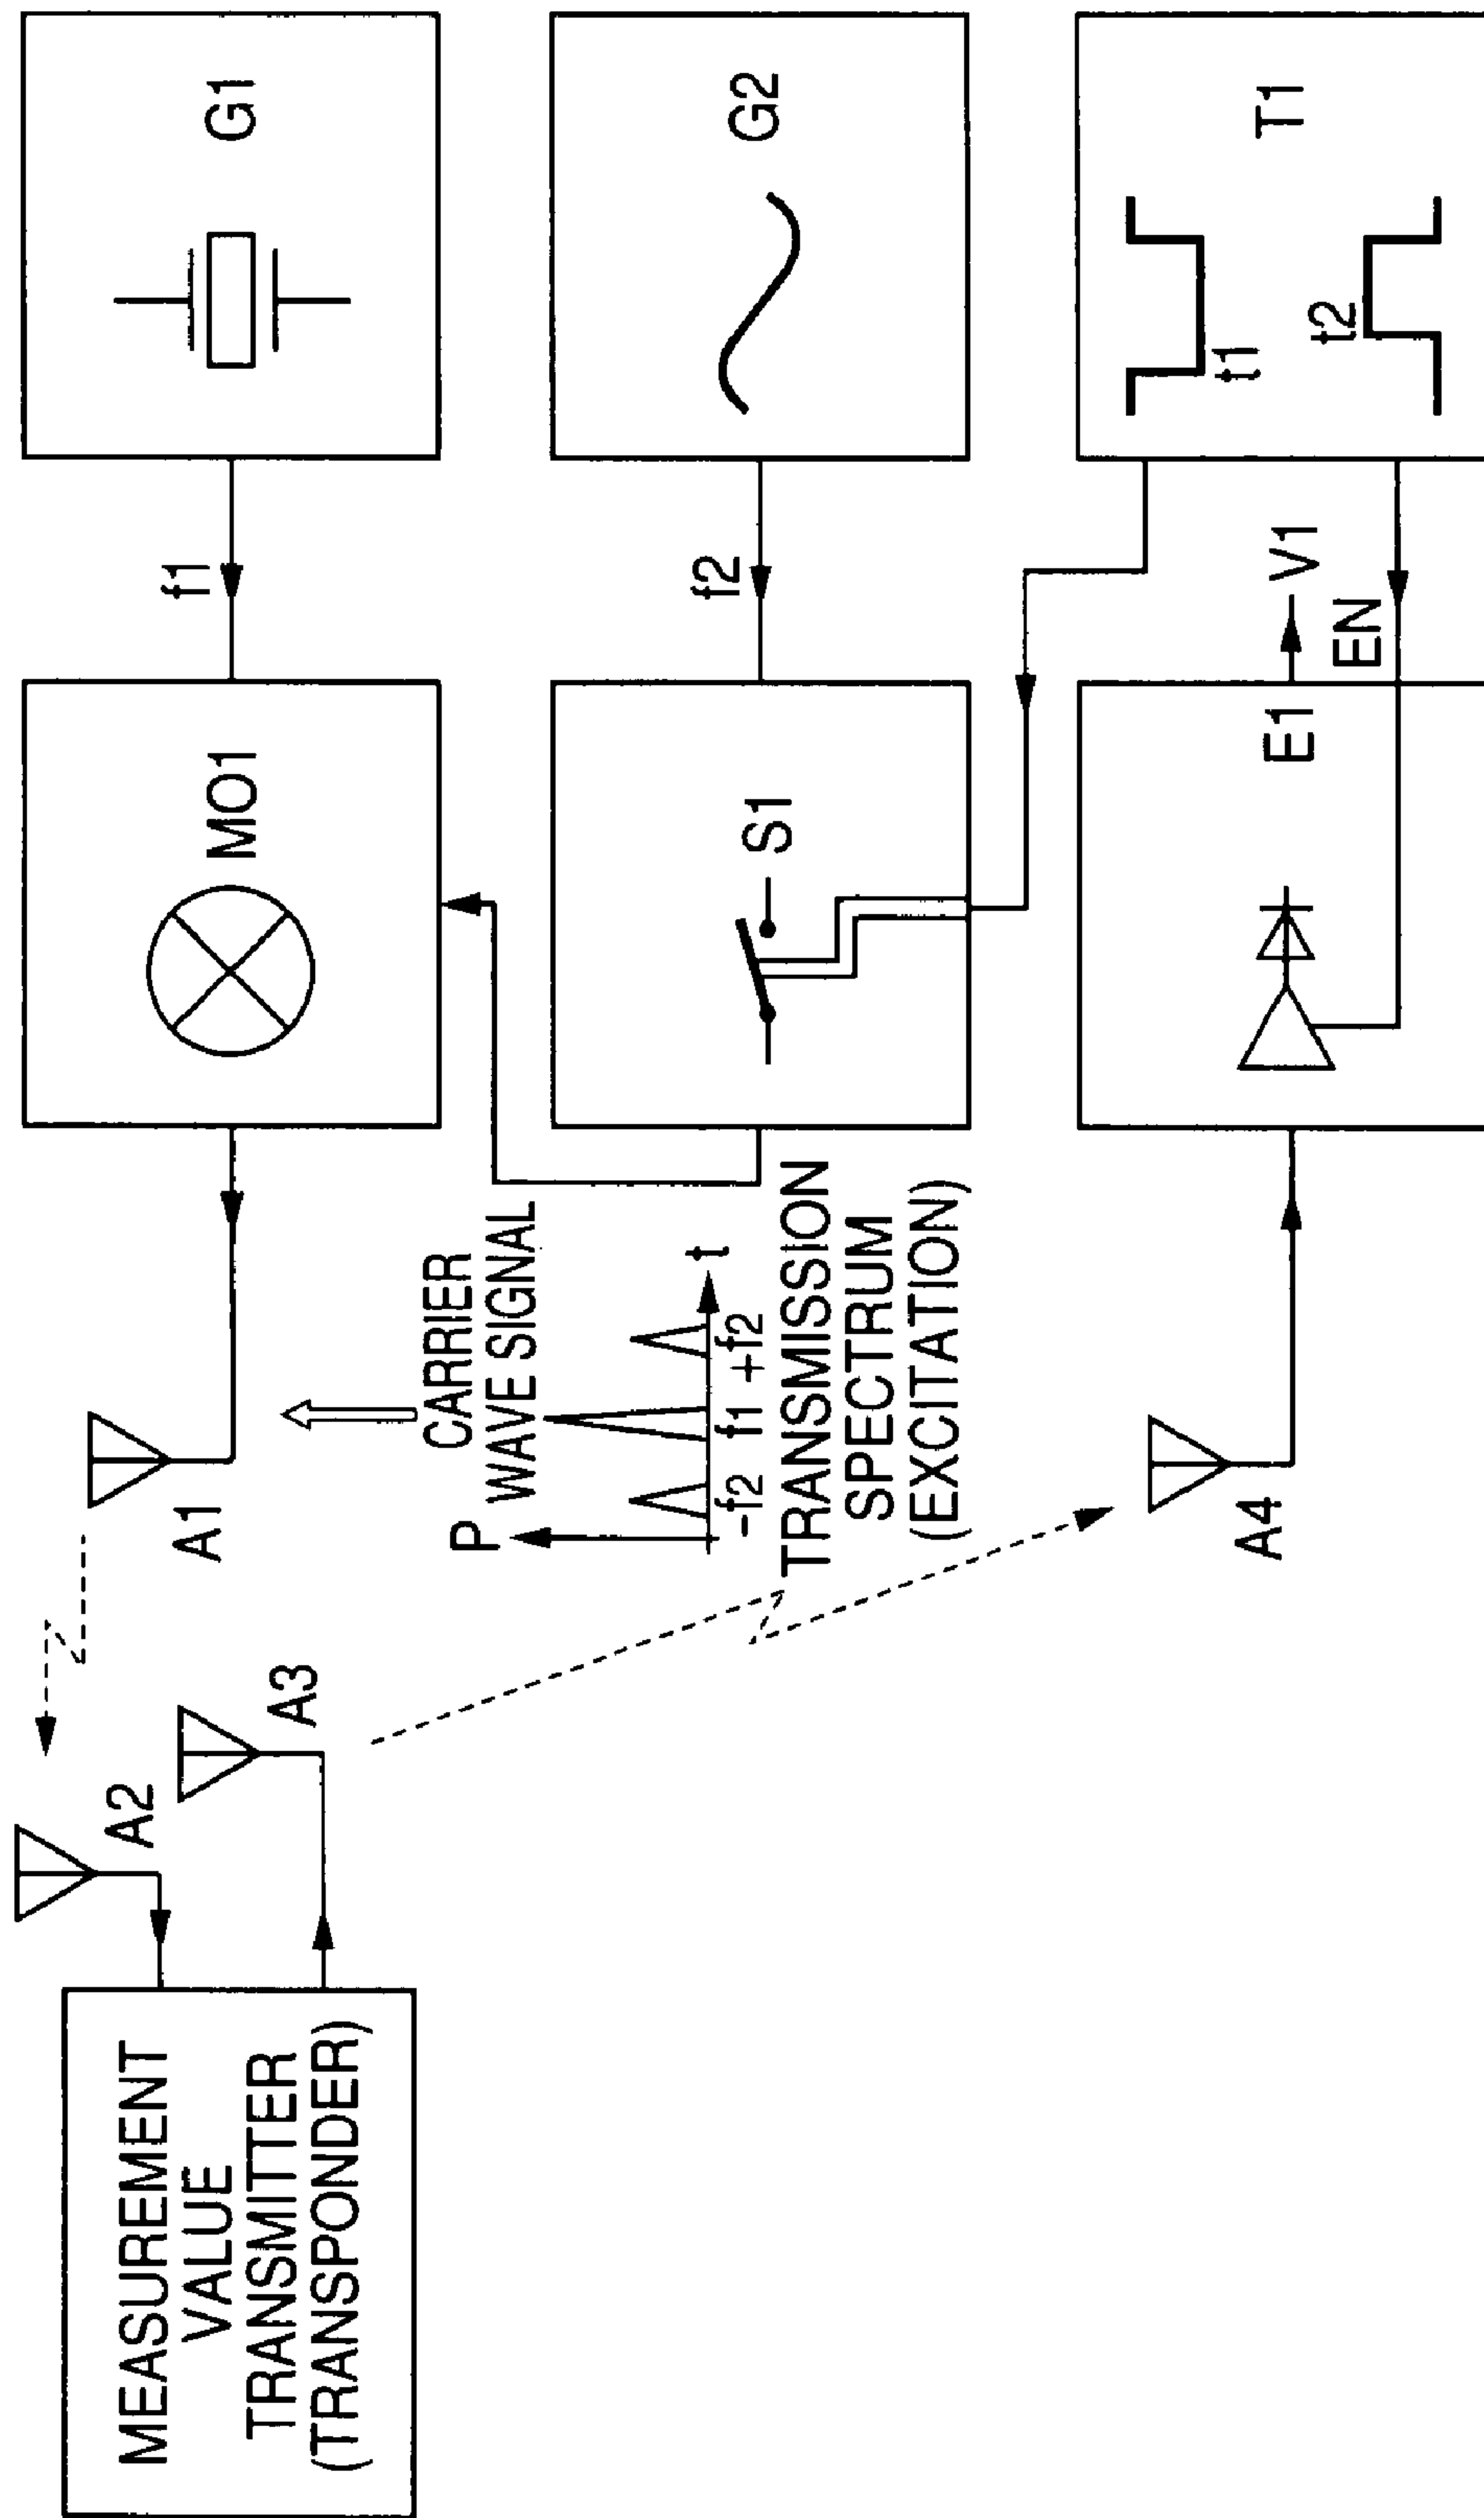 MEASUREMENT
VALUE
TRANSMITTER
(TRANSPONDER)
A2
A3
A1
CARRIER
WAVE SIGNAL
P
t
-f2 f1 +f2
TRANSMISSION
SPECTRUM
(EXCITATION)
A4
MO1
f1
G1
S1
f2
G2
E1
V1
EN
t1
t2
T1